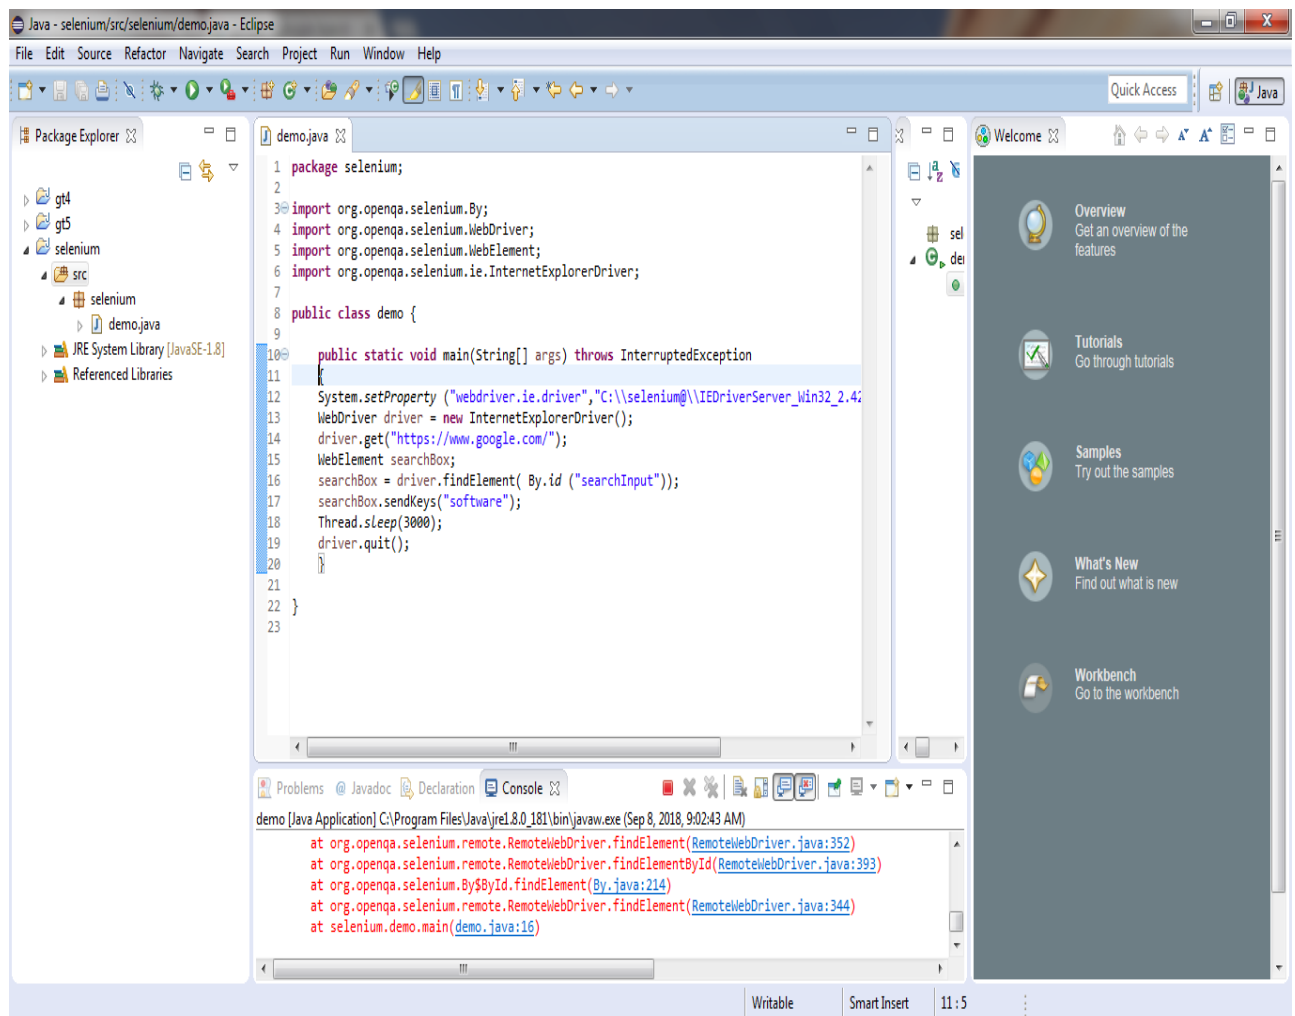 Java - selenium/src/selenium/demo.java - Eclipse
File Edit Source Refactor Navigate Search Project Run Window Help
Quick Access
Java
Package Explorer
gt4
gt5
selenium
src
selenium
demo.java
JRE System Library [JavaSE-1.8]
Referenced Libraries
demo.java
1 package selenium;
2
3 import org.openqa.selenium.By;
4 import org.openqa.selenium.WebDriver;
5 import org.openqa.selenium.WebElement;
6 import org.openqa.selenium.ie.InternetExplorerDriver;
7
8 public class demo {
9
10 public static void main(String[] args) throws InterruptedException
11 {
12 System.setProperty ("webdriver.ie.driver","C:\\selenium@\\IEDriverServer_Win32_2.42
13 WebDriver driver = new InternetExplorerDriver();
14 driver.get("https://www.google.com/");
15 WebElement searchBox;
16 searchBox = driver.findElement( By.id ("searchInput"));
17 searchBox.sendKeys("software");
18 Thread.sleep(3000);
19 driver.quit();
20 }
21
22 }
23
sel
de
Welcome
Overview
Get an overview of the
features
Tutorials
Go through tutorials
Samples
Try out the samples
What's New
Find out what is new
Workbench
Go to the workbench
Problems @ Javadoc Declaration Console
demo [Java Application] C:\Program Files\Java\jre1.8.0_181\bin\javaw.exe (Sep 8, 2018, 9:02:43 AM)
at org.openqa.selenium.remote.RemoteWebDriver.findElement(RemoteWebDriver.java:352)
at org.openqa.selenium.remote.RemoteWebDriver.findElementById(RemoteWebDriver.java:393)
at org.openqa.selenium.By$ById.findElement(By.java:214)
at org.openqa.selenium.remote.RemoteWebDriver.findElement(RemoteWebDriver.java:344)
at selenium.demo.main(demo.java:16)
Writable Smart Insert 11 : 5